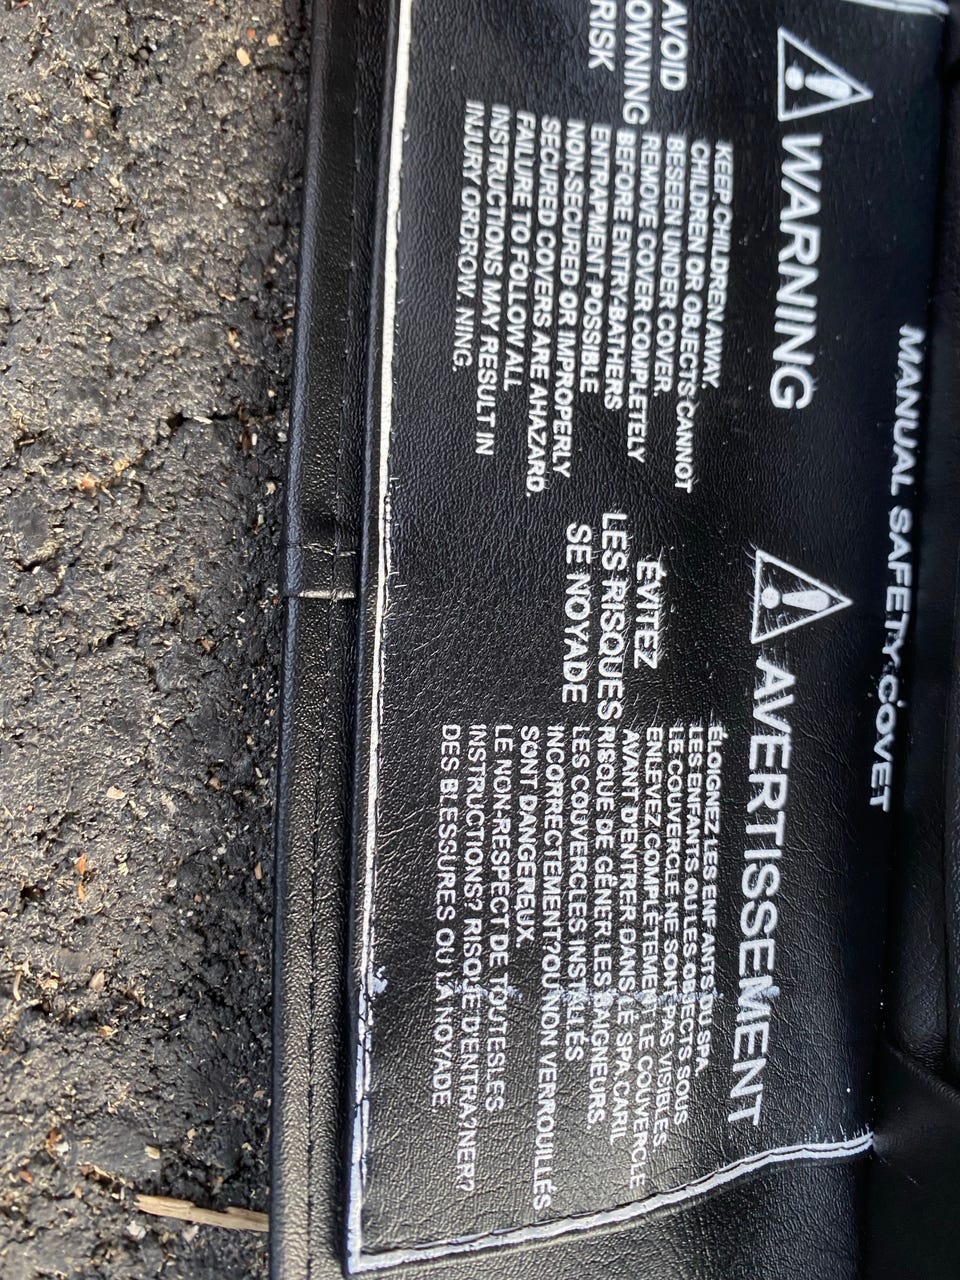 MANUAL SAFETY COVET
WARNING
AVOID
OWNING
RISK
KEEP CHILDREN AWAY.
CHILDREN OR OBJECTS CANNOT
BESEEN UNDER COVER.
REMOVE COVER COMPLETELY
BEFORE ENTRY-BATHERS
ENTRAPMENT POSSIBLE
NON-SECURED OR IMPROPERLY
SECURED COVERS ARE AHAZARD.
FAILURE TO FOLLOW ALL
INSTRUCTIONS MAY RESULT IN
INJURY ORDROW. NING.
AVERTISSEMENT
ÉVITEZ
LES RISQUES
SE NOYADE
ÉLOIGNEZ LES ENF ANTS DU SPA.
LES ENFANTS OU LES OBJECTS SOUS
LE COUVERCLE NE SONT PAS VISIBLES
ENLEVEZ COMPLÈTEMENT LE COUVERCLE
AVANT D'ENTRER DANS LE SPA, CARIL
RISQUE DE GÊNER LES BAIGNEURS.
LES COUVERCLES INSTALLÉS
INCORRECTEMENT?OU NON VERROUILLÉS
SONT DANGEREUX.
LE NON-RESPECT DE TOUTES LES
INSTRUCTIONS? RISQUE D'ENTRA?NER?
DES BLESSURES OU LA NOYADE.